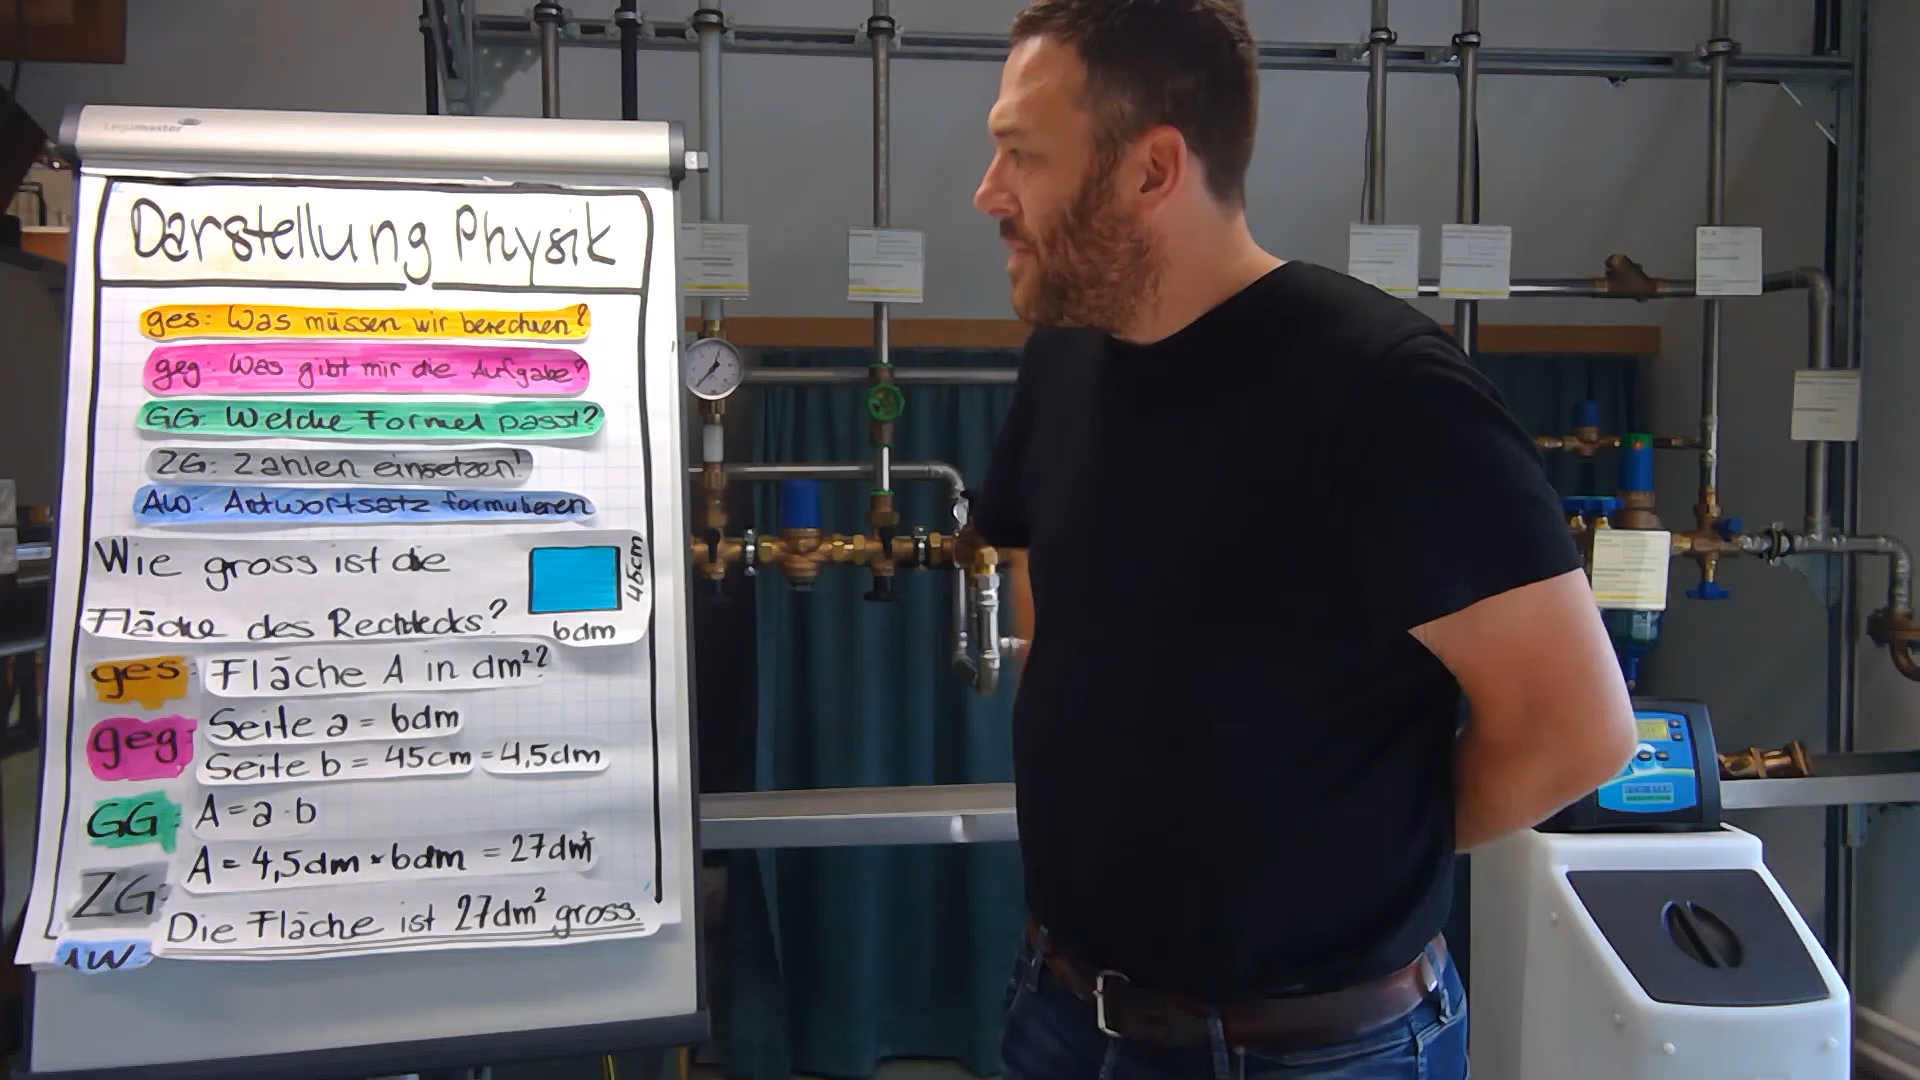 Legamaster
Darstellung Physik
ges: Was müssen wir berechnen?
geg: Was gibt mir die Aufgabe?
GG: Welche Formel passt?
ZG: Zahlen einsetzen!
AW: Antwortsatz formulieren
Wie gross ist die
Fläche des Rechtecks?
45cm
6dm
ges: Fläche A in dm²?
geg: Seite a = 6dm
Seite b = 45cm = 4,5dm
GG: A = a · b
ZG: A = 4,5dm * 6dm = 27dm²
AW: Die Fläche ist 27dm² gross.